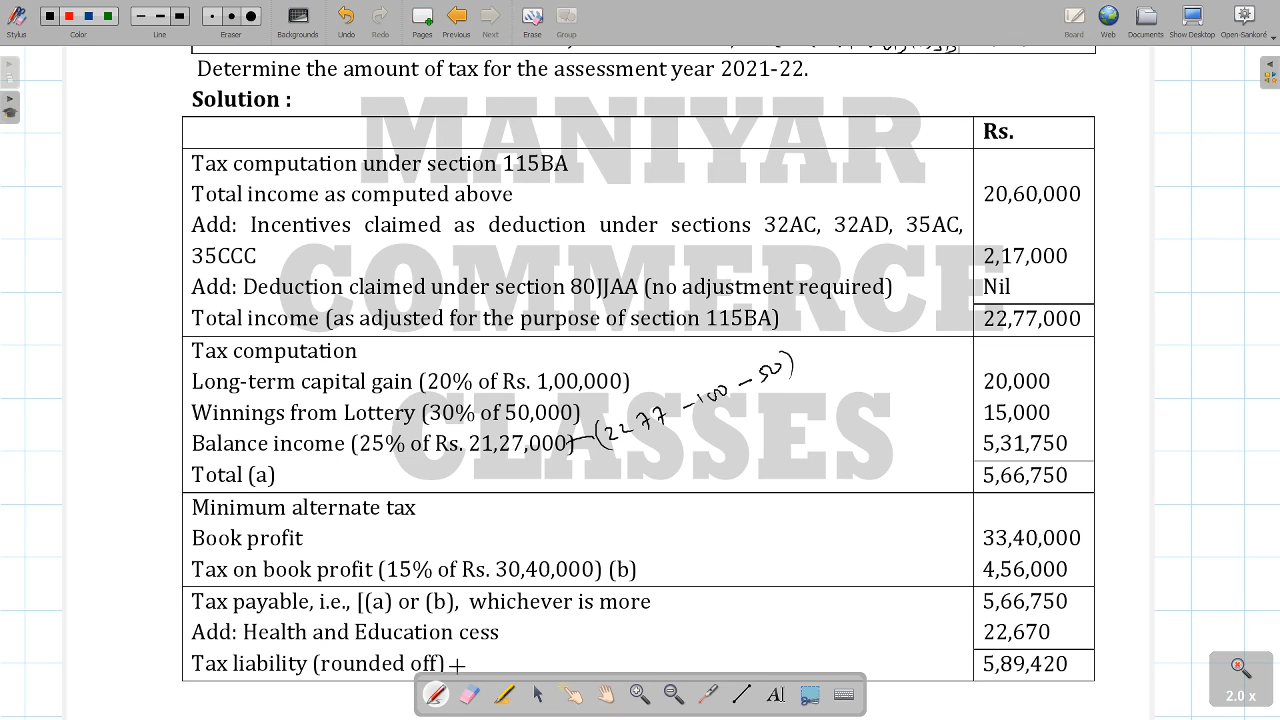 Stylus Color Line Eraser Backgrounds Undo Redo Pages Previous Next Erase Group Board Web Documents Show Desktop Open-Sankoré
Determine the amount of tax for the assessment year 2021-22.
Solution :
MANIYAR
COMMERCE
CLASSES
Rs.
Tax computation under section 115BA
Total income as computed above 20,60,000
Add: Incentives claimed as deduction under sections 32AC, 32AD, 35AC,
35CCC 2,17,000
Add: Deduction claimed under section 80JJAA (no adjustment required) Nil
Total income (as adjusted for the purpose of section 115BA) 22,77,000
Tax computation
Long-term capital gain (20% of Rs. 1,00,000) 20,000
Winnings from Lottery (30% of 50,000) 15,000
Balance income (25% of Rs. 21,27,000) 5,31,750
(2277 - 100 - 50)
Total (a) 5,66,750
Minimum alternate tax
Book profit 33,40,000
Tax on book profit (15% of Rs. 30,40,000) (b) 4,56,000
Tax payable, i.e., [(a) or (b), whichever is more 5,66,750
Add: Health and Education cess 22,670
Tax liability (rounded off) 5,89,420
2.0 x